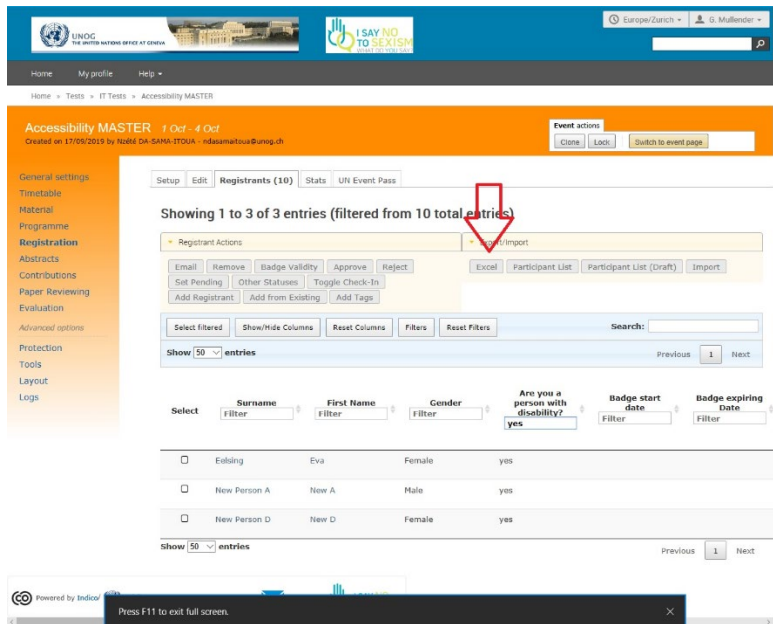 UNOG
THE UNITED NATIONS OFFICE AT GENEVA
I SAY NO
TO SEXISM
WHAT DO YOU SAY?
Europe/Zurich
G. Mullender
Home My profile Help
Home » Tests » IT Tests » Accessibility MASTER
Accessibility MASTER 1 Oct - 4 Oct
Created on 17/09/2019 by Nzété DA-SAMA-ITOUA - ndasamaitoua@unog.ch
Event actions
Clone Lock Switch to event page
General settings
Timetable
Material
Programme
Registration
Abstracts
Contributions
Paper Reviewing
Evaluation
Advanced options
Protection
Tools
Layout
Logs
Setup Edit Registrants (10) Stats UN Event Pass
Showing 1 to 3 of 3 entries (filtered from 10 total entries)
Registrant Actions Export/Import
Email Remove Badge Validity Approve Reject
Set Pending Other Statuses Toggle Check-In
Add Registrant Add from Existing Add Tags
Excel Participant List Participant List (Draft) Import
Select filtered Show/Hide Columns Reset Columns Filters Reset Filters Search:
Show 50 entries Previous 1 Next
Select
Surname
Filter
First Name
Filter
Gender
Filter
Are you a
person with
disability?
yes
Badge start
date
Filter
Badge expiring
Date
Filter
Eelsing Eva Female yes
New Person A New A Male yes
New Person D New D Female yes
Show 50 entries Previous 1 Next
Powered by Indico
Press F11 to exit full screen.